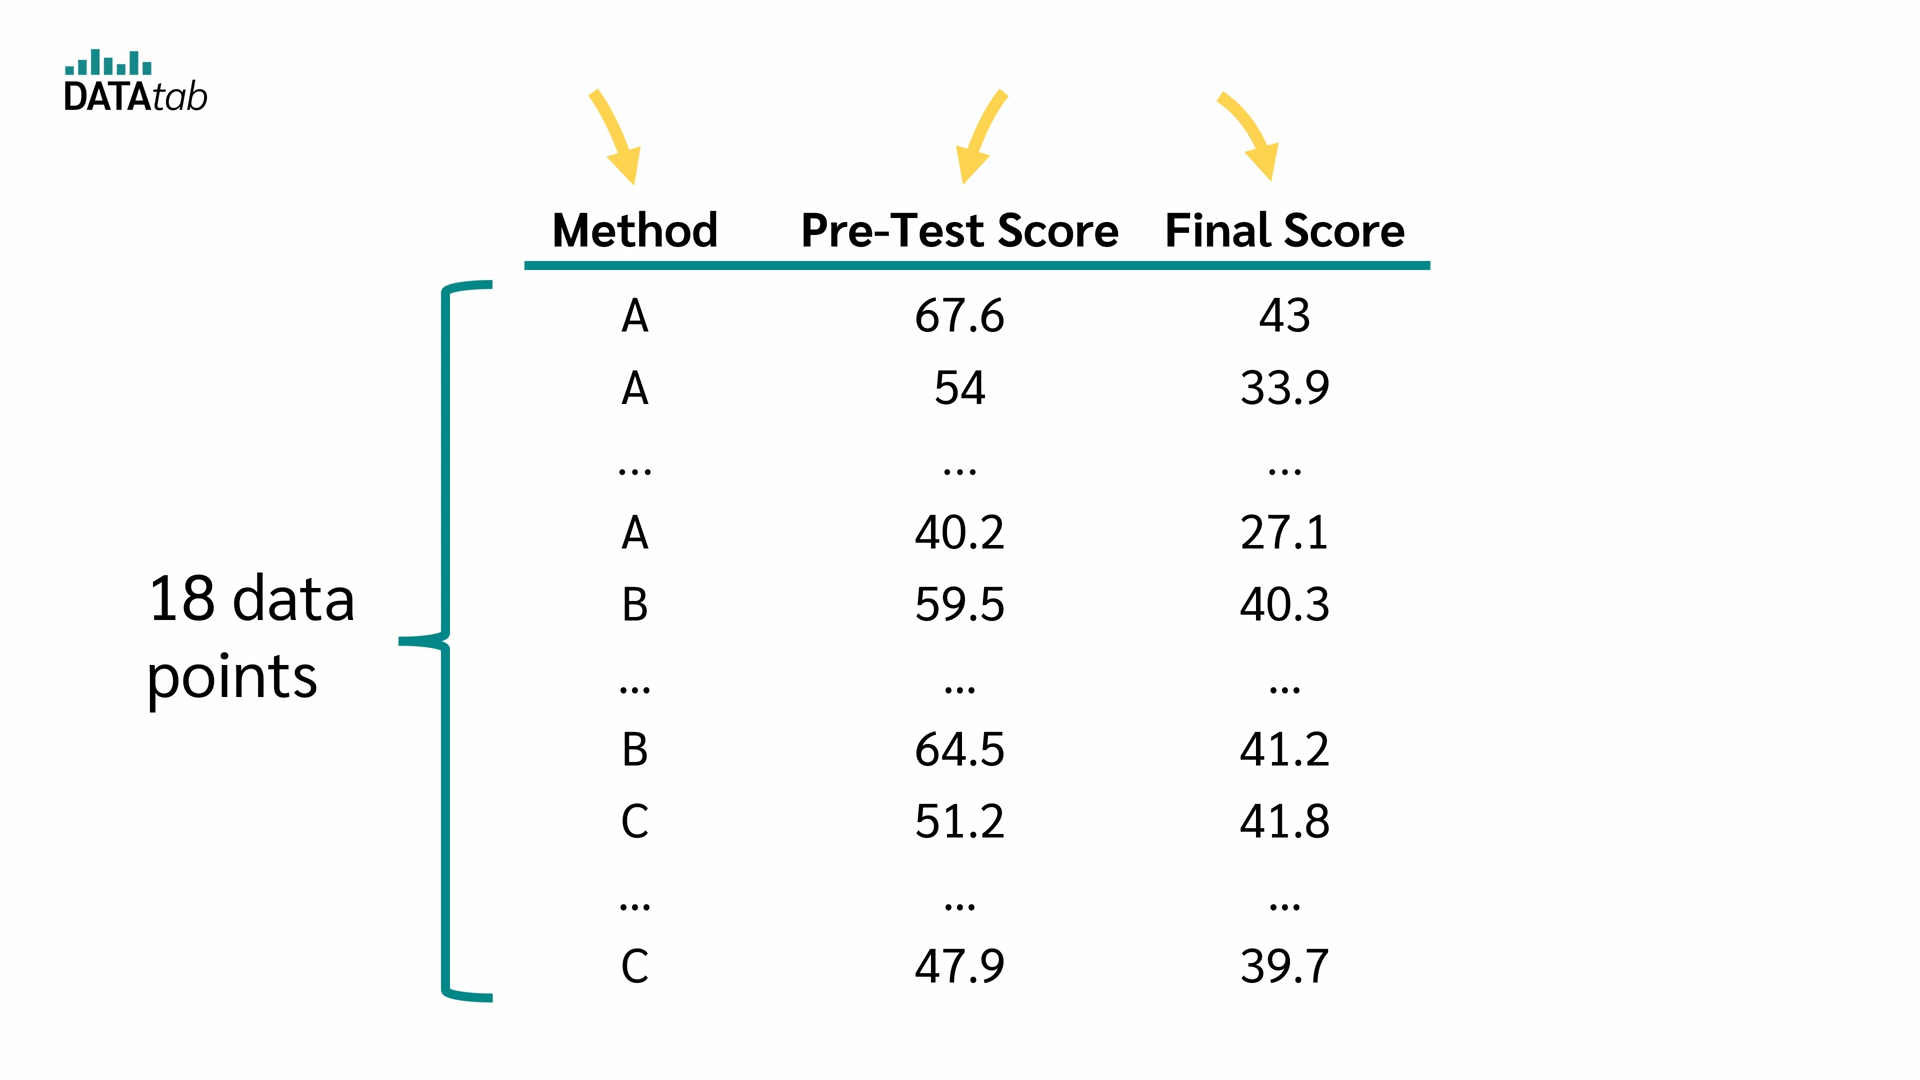 DATAtab
Method Pre-Test Score Final Score
A 67.6 43
A 54 33.9
... ... ...
A 40.2 27.1
B 59.5 40.3
... ... ...
B 64.5 41.2
C 51.2 41.8
... ... ...
C 47.9 39.7
18 data
points